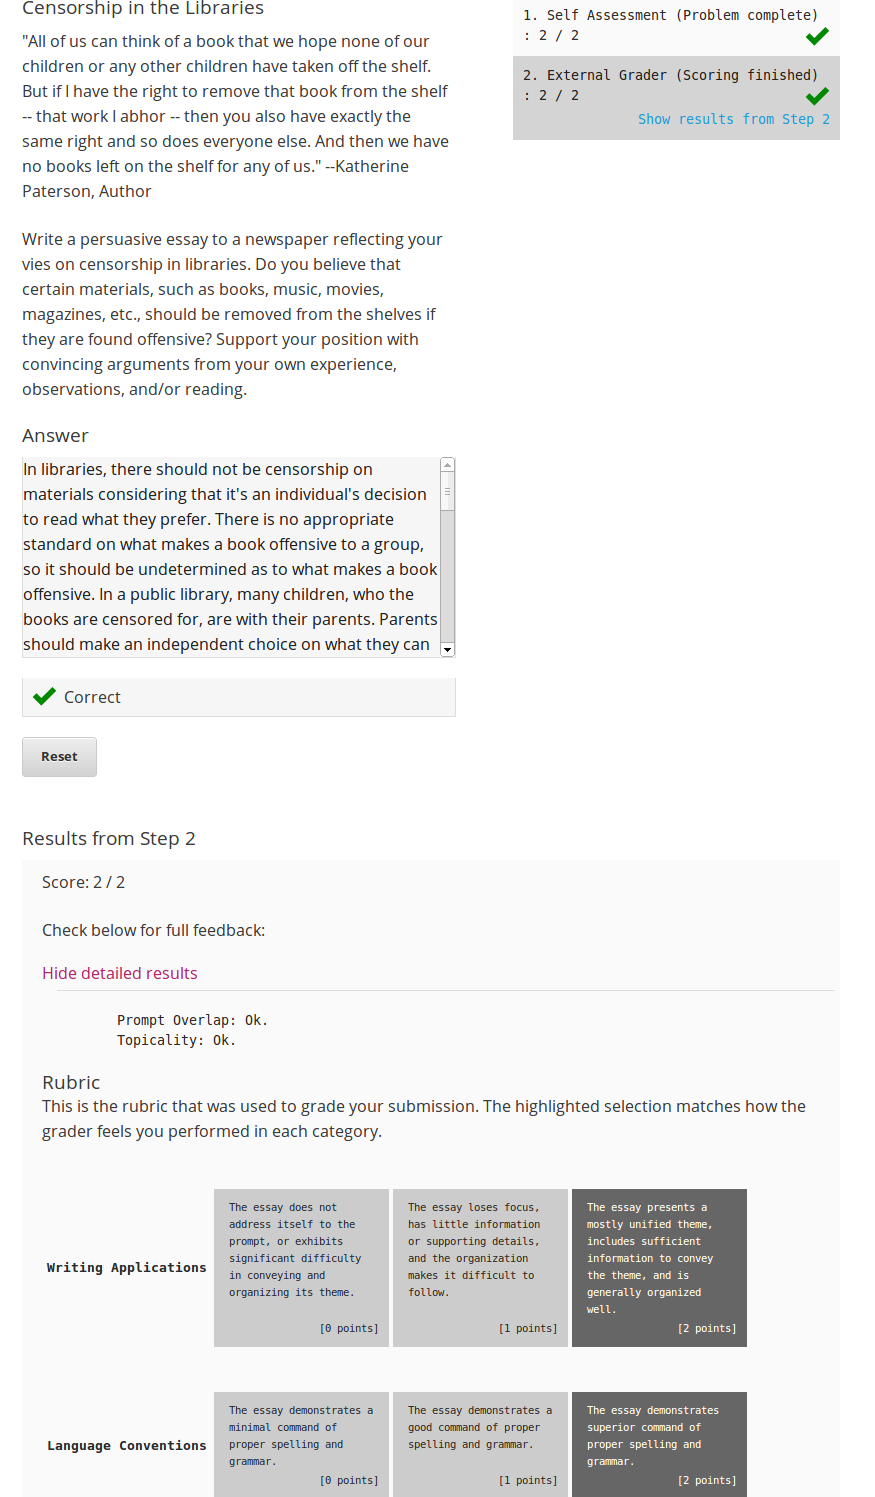 Censorship in the Libraries
"All of us can think of a book that we hope none of our
children or any other children have taken off the shelf.
But if I have the right to remove that book from the shelf
-- that work I abhor -- then you also have exactly the
same right and so does everyone else. And then we have
no books left on the shelf for any of us." --Katherine
Paterson, Author
Write a persuasive essay to a newspaper reflecting your
vies on censorship in libraries. Do you believe that
certain materials, such as books, music, movies,
magazines, etc., should be removed from the shelves if
they are found offensive? Support your position with
convincing arguments from your own experience,
observations, and/or reading.
Answer
In libraries, there should not be censorship on
materials considering that it's an individual's decision
to read what they prefer. There is no appropriate
standard on what makes a book offensive to a group,
so it should be undetermined as to what makes a book
offensive. In a public library, many children, who the
books are censored for, are with their parents. Parents
should make an independent choice on what they can
Correct
Reset
1. Self Assessment (Problem complete)
: 2 / 2
2. External Grader (Scoring finished)
: 2 / 2
Show results from Step 2
Results from Step 2
Score: 2 / 2
Check below for full feedback:
Hide detailed results
Prompt Overlap: Ok.
Topicality: Ok.
Rubric
This is the rubric that was used to grade your submission. The highlighted selection matches how the
grader feels you performed in each category.
Writing Applications
The essay does not
address itself to the
prompt, or exhibits
significant difficulty
in conveying and
organizing its theme.
[0 points]
The essay loses focus,
has little information
or supporting details,
and the organization
makes it difficult to
follow.
[1 points]
The essay presents a
mostly unified theme,
includes sufficient
information to convey
the theme, and is
generally organized
well.
[2 points]
Language Conventions
The essay demonstrates a
minimal command of
proper spelling and
grammar.
[0 points]
The essay demonstrates a
good command of proper
spelling and grammar.
[1 points]
The essay demonstrates
superior command of
proper spelling and
grammar.
[2 points]